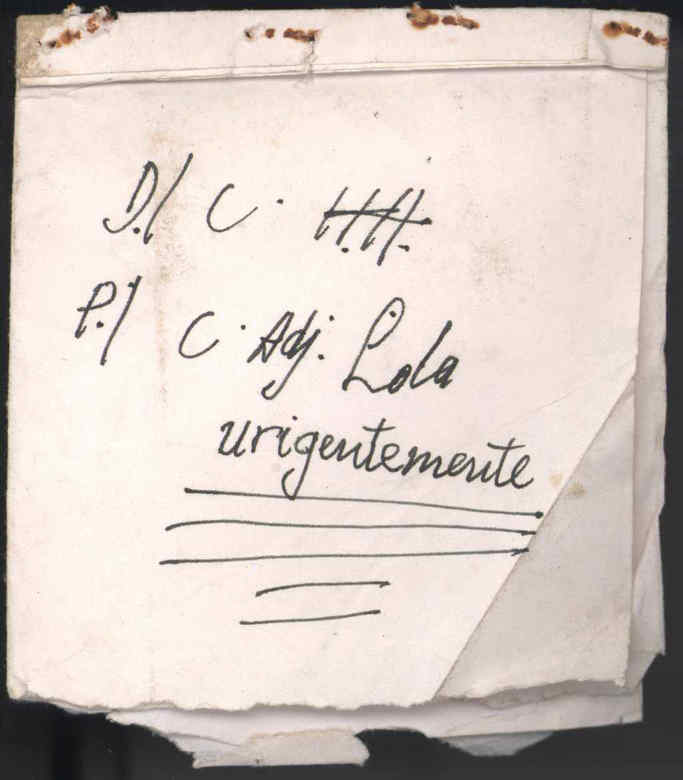 D./ C. H.H.
P./ C. Adj. Lola
urigentemente